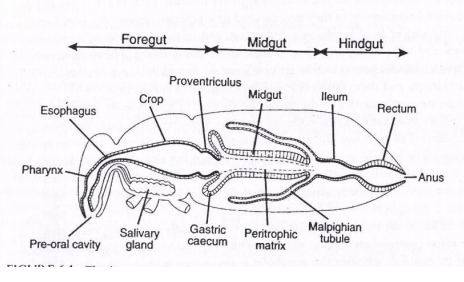 Foregut Midgut Hindgut
Proventriculus
Crop Midgut Ileum
Esophagus Rectum
Pharynx
Anus
Pre-oral cavity
Salivary
gland
Gastric
caecum
Peritrophic
matrix
Malpighian
tubule